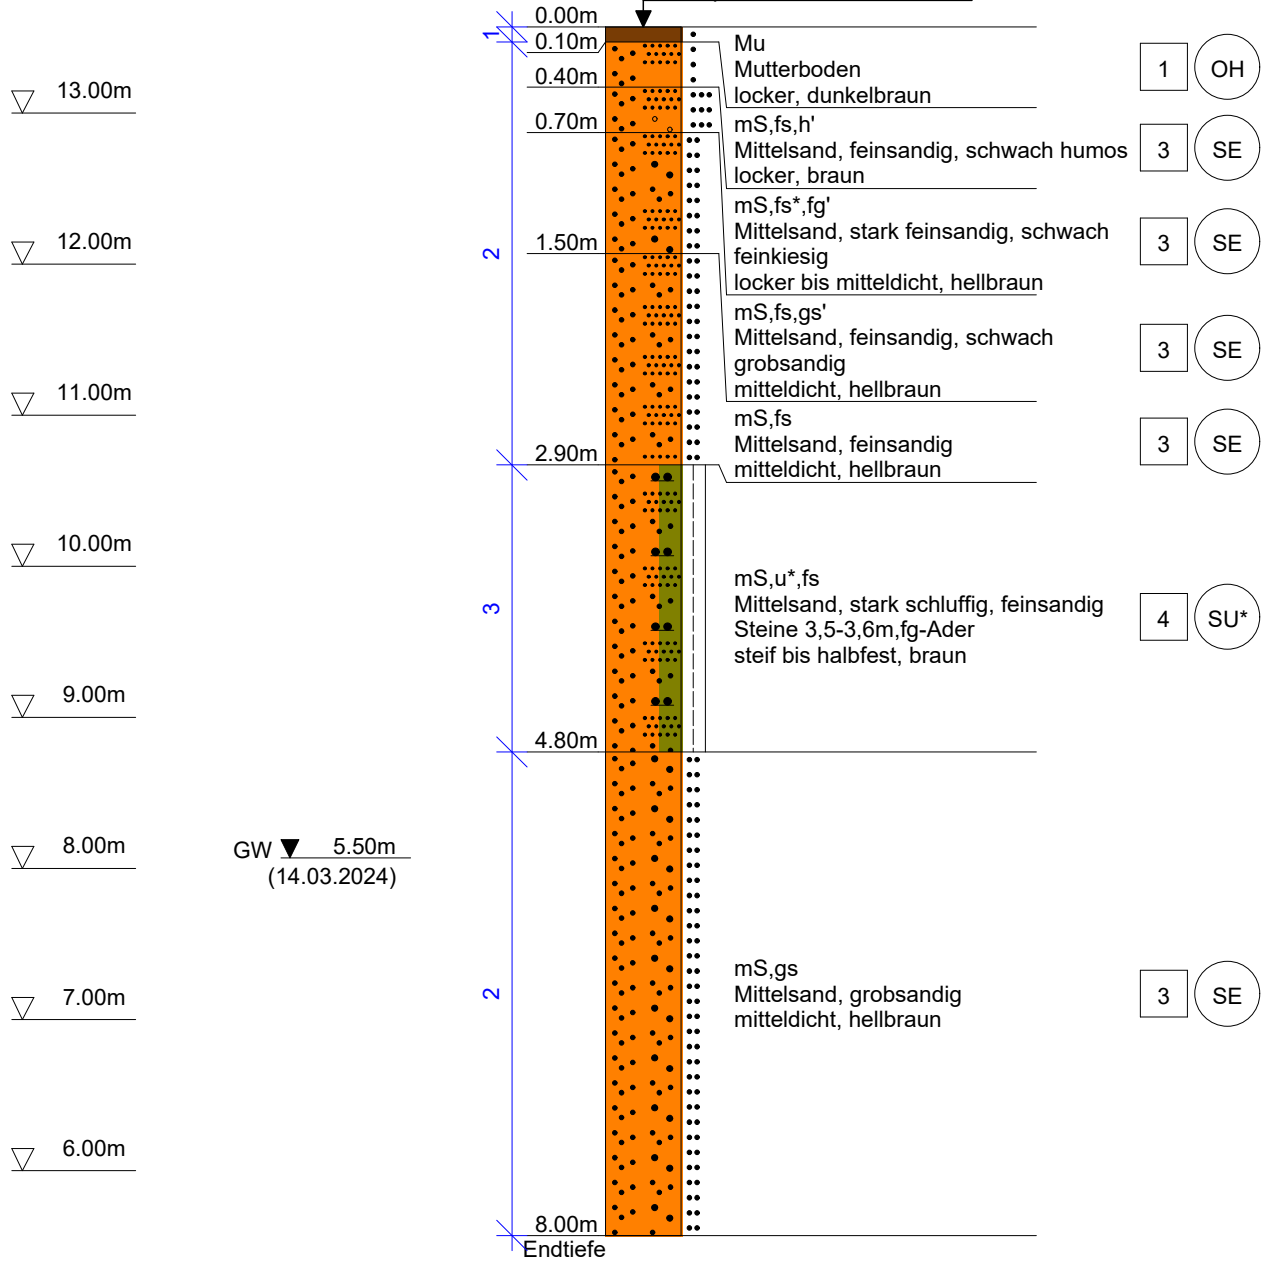 0.00m
1
0.10m
Mu
Mutterboden
locker, dunkelbraun
1 OH
0.40m
13.00m
0.70m
mS,fs,h'
Mittelsand, feinsandig, schwach humos
locker, braun
3 SE
mS,fs*,fg'
Mittelsand, stark feinsandig, schwach
feinkiesig
locker bis mitteldicht, hellbraun
3 SE
12.00m
2
1.50m
mS,fs,gs'
Mittelsand, feinsandig, schwach
grobsandig
mitteldicht, hellbraun
3 SE
11.00m
mS,fs
Mittelsand, feinsandig
mitteldicht, hellbraun
3 SE
2.90m
10.00m
3
mS,u*,fs
Mittelsand, stark schluffig, feinsandig
Steine 3,5-3,6m,fg-Ader
steif bis halbfest, braun
4 SU*
9.00m
4.80m
8.00m
GW 5.50m
(14.03.2024)
7.00m
2
mS,gs
Mittelsand, grobsandig
mitteldicht, hellbraun
3 SE
6.00m
8.00m
Endtiefe